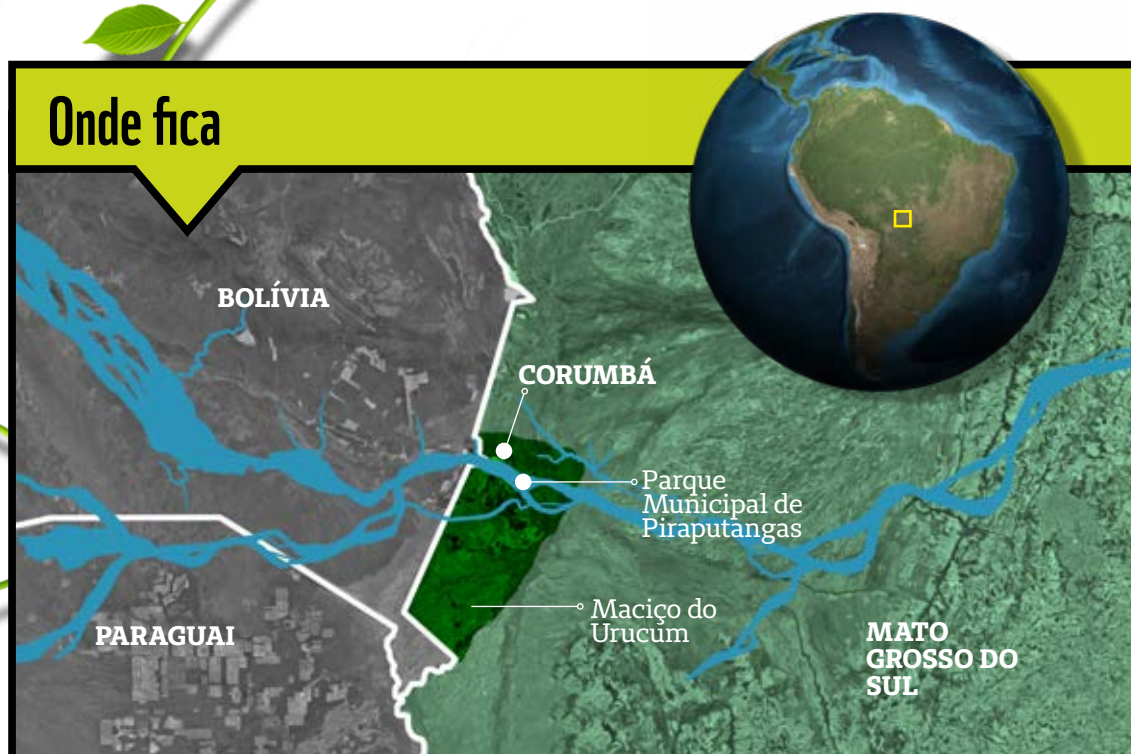 Onde fica
BOLÍVIA
CORUMBÁ
Parque
Municipal de
Piraputangas
Maciço do
Urucum
PARAGUAI
MATO
GROSSO DO
SUL